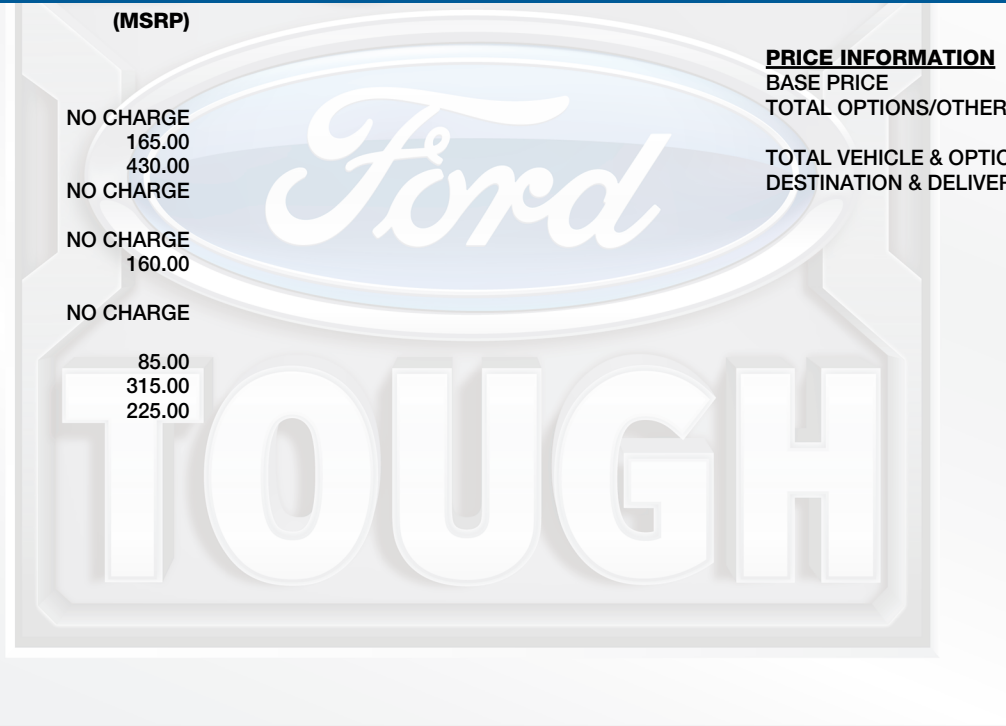 (MSRP)
NO CHARGE
165.00
430.00
NO CHARGE
NO CHARGE
160.00
NO CHARGE
85.00
315.00
225.00
PRICE INFORMATION
BASE PRICE
TOTAL OPTIONS/OTHER
TOTAL VEHICLE & OPTIO
DESTINATION & DELIVER
Ford
TOUGH